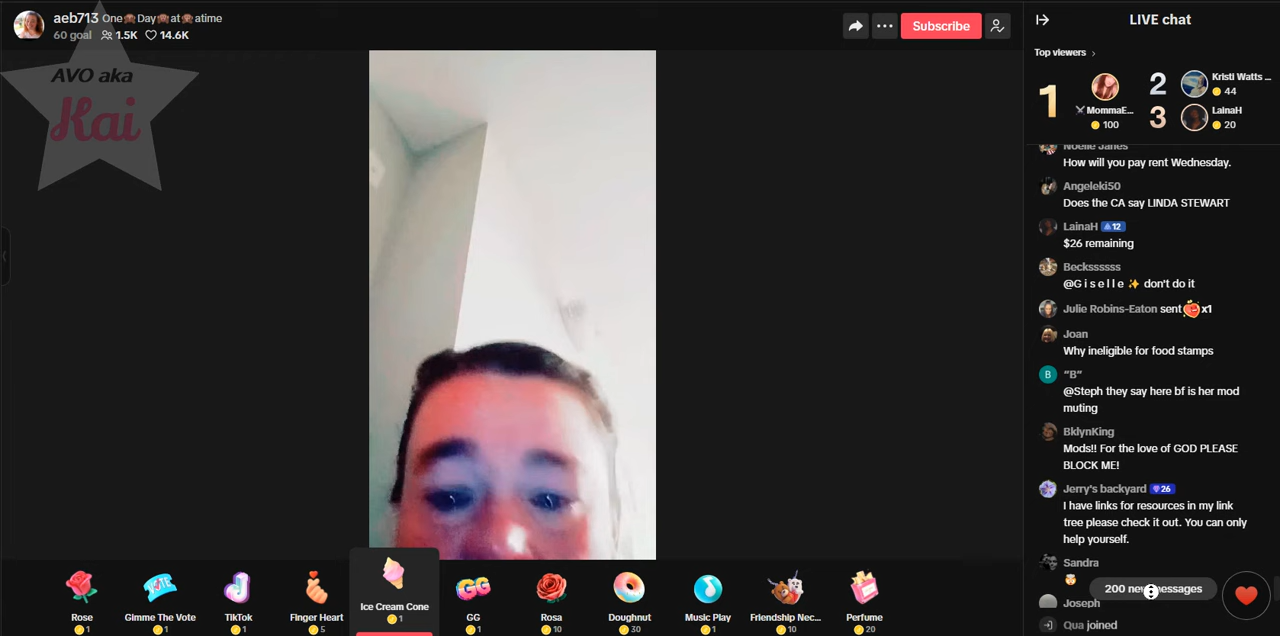 aeb713 One🙈Day🙈at🙈atime
60 goal 1.5K 14.6K
AVO aka
Kai
Subscribe
LIVE chat
Top viewers >
1 MommaE... 100
2 Kristi Watts ... 44
3 LainaH 20
Noelle Janes
How will you pay rent Wednesday.
Angeleki50
Does the CA say LINDA STEWART
LainaH 12
$26 remaining
Becksssssss
@G i s e l l e ✨ don't do it
Julie Robins-Eaton sent x1
Joan
Why ineligible for food stamps
B "B"
@Steph they say here bf is her mod
muting
BklynKing
Mods!! For the love of GOD PLEASE
BLOCK ME!
Jerry's backyard 26
I have links for resources in my link
tree please check it out. You can only
help yourself.
Sandra
🤯
200 new messages
Joseph
Qua joined
Rose
1
VOTE
GImme The Vote
1
TikTok
1
Finger Heart
5
Ice Cream Cone
1
GG
GG
1
Rosa
10
Doughnut
30
Music Play
1
Friendship Nec...
10
Perfume
20